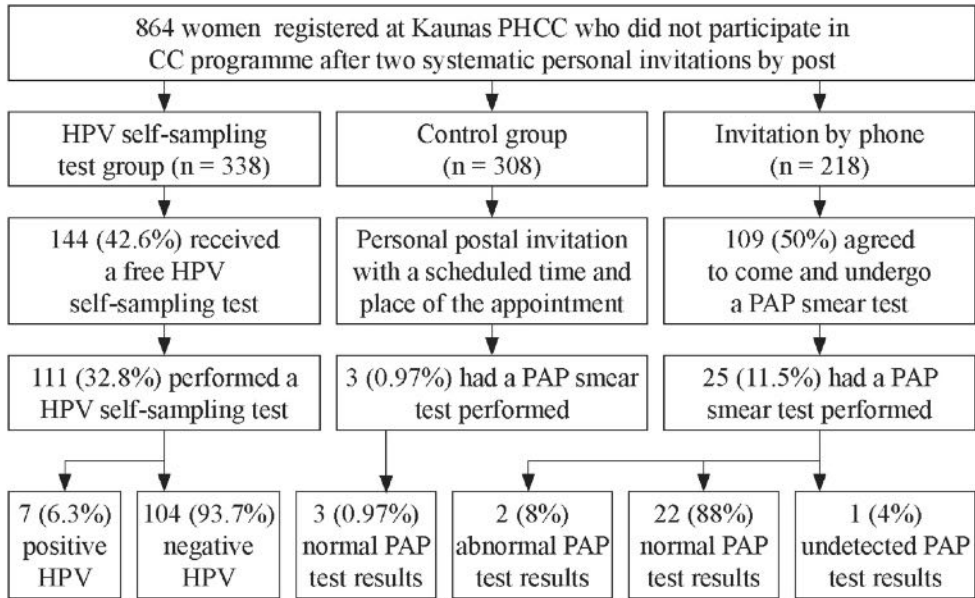 864 women registered at Kaunas PHCC who did not participate in
CC programme after two systematic personal invitations by post
HPV self-sampling
test group (n = 338)
Control group
(n = 308)
Invitation by phone
(n = 218)
144 (42.6%) received
a free HPV
self-sampling test
Personal postal invitation
with a scheduled time and
place of the appointment
109 (50%) agreed
to come and undergo
a PAP smear test
111 (32.8%) performed a
HPV self-sampling test
3 (0.97%) had a PAP smear
test performed
25 (11.5%) had a PAP
smear test performed
7 (6.3%)
positive
HPV
104 (93.7%)
negative
HPV
3 (0.97%)
normal PAP
test results
2 (8%)
abnormal PAP
test results
22 (88%)
normal PAP
test results
1 (4%)
undetected PAP
test results